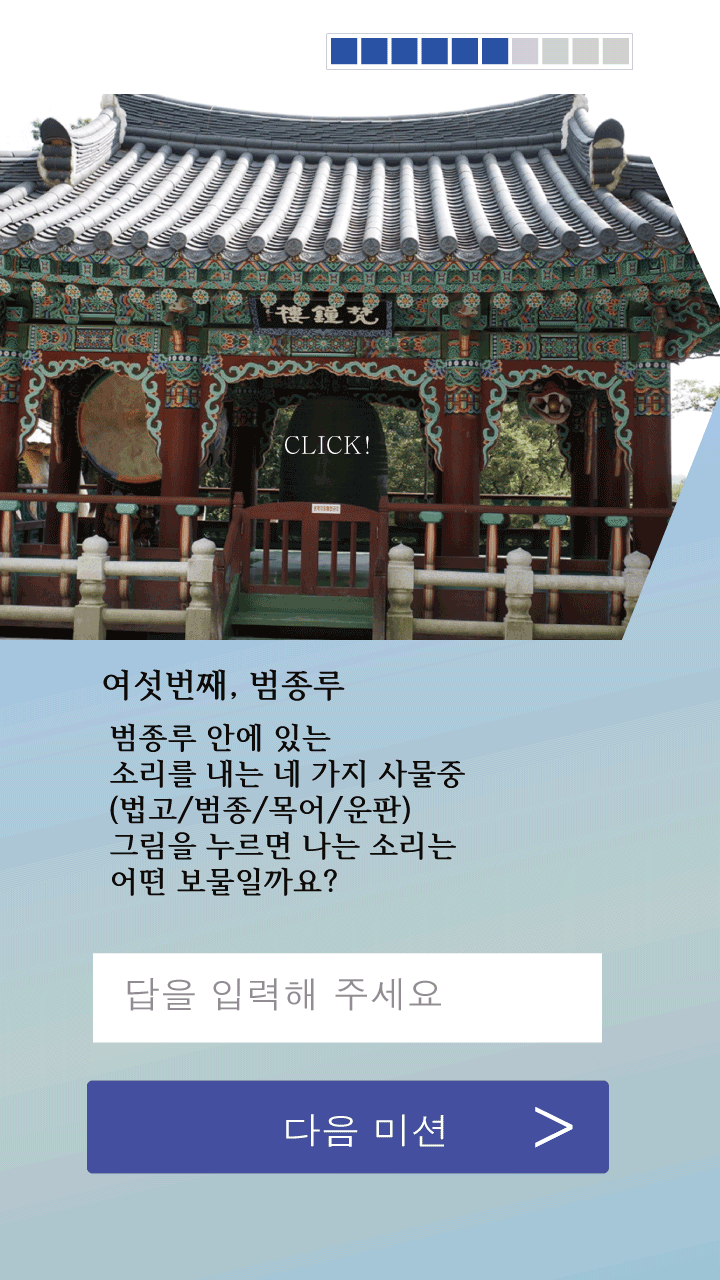 梵鐘樓
CLICK!
여섯번째, 범종루
범종루 안에 있는
소리를 내는 네 가지 사물중
(법고/범종/목어/운판)
그림을 누르면 나는 소리는
어떤 보물일까요?
답을 입력해 주세요
다음 미션 >